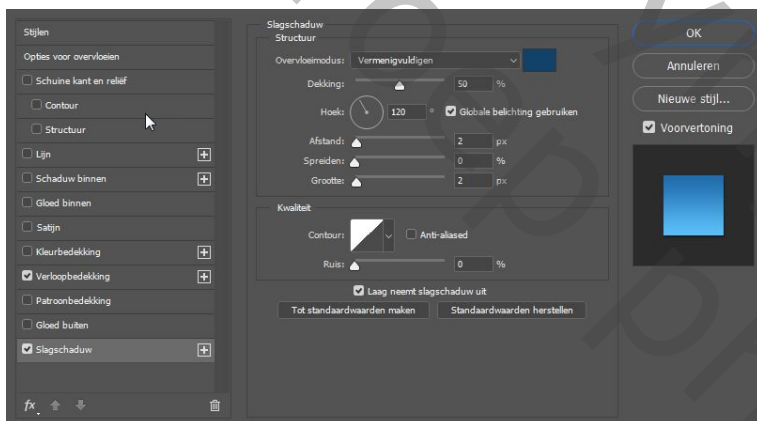 Stijlen
Opties voor overvloeien
Schuine kant en reliëf
Contour
Structuur
Lijn
Schaduw binnen
Gloed binnen
Satijn
Kleurbedekking
Verloopbedekking
Patroonbedekking
Gloed buiten
Slagschaduw
fx
Slagschaduw
Structuur
Overvloeimodus: Vermenigvuldigen
Dekking: 50 %
Hoek: 120 ° Globale belichting gebruiken
Afstand: 2 px
Spreiden: 0 %
Grootte: 2 px
Kwaliteit
Contour: Anti-aliased
Ruis: 0 %
Laag neemt slagschaduw uit
Tot standaardwaarden maken Standaardwaarden herstellen
OK
Annuleren
Nieuwe stijl...
Voorvertoning